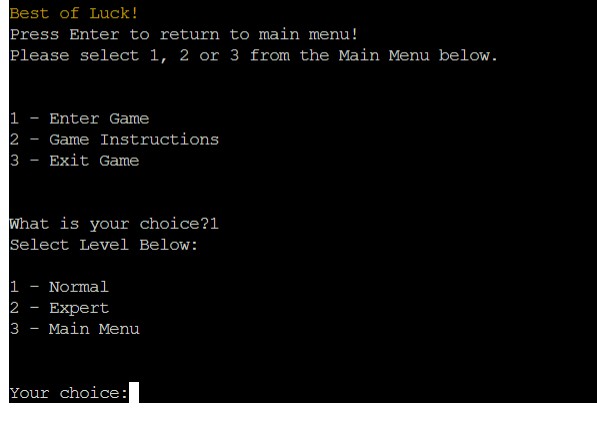 Best of Luck!
Press Enter to return to main menu!
Please select 1, 2 or 3 from the Main Menu below.
1 - Enter Game
2 - Game Instructions
3 - Exit Game
What is your choice?1
Select Level Below:
1 - Normal
2 - Expert
3 - Main Menu
Your choice: